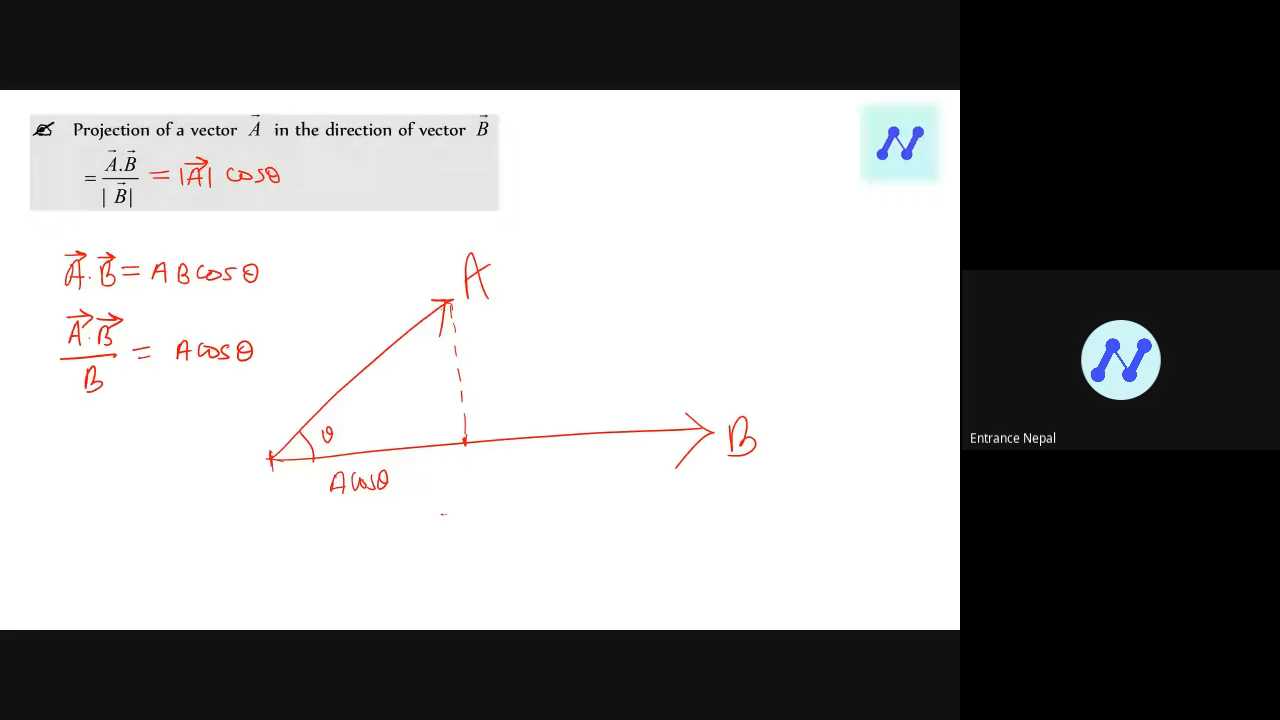 Projection of a vector A⃗ in the direction of vector B⃗
= A⃗.B⃗ / |B⃗| = |A⃗| cosθ
A⃗.B⃗ = AB cosθ
A⃗.B⃗ / B = A cosθ
A
θ
B
A cosθ
Entrance Nepal